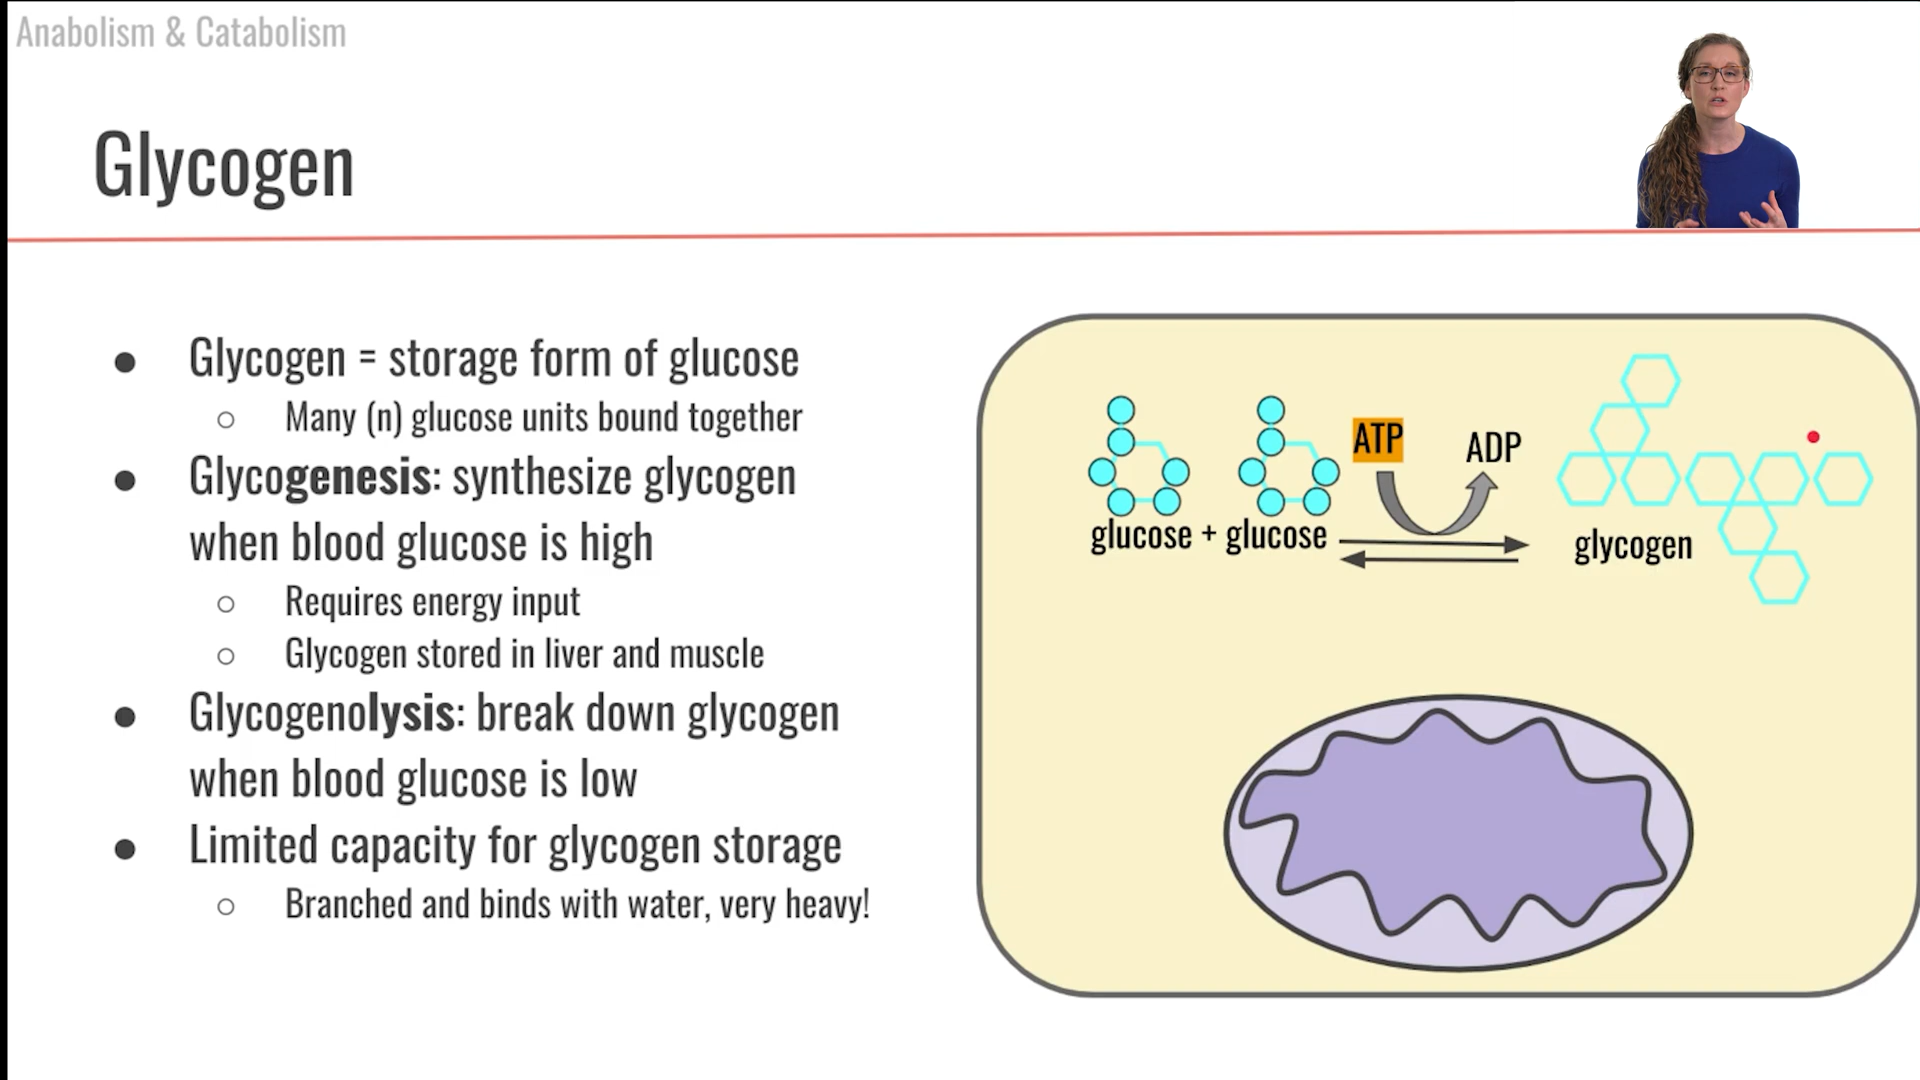 Anabolism & Catabolism
Glycogen
● Glycogen = storage form of glucose
○ Many (n) glucose units bound together
● Glycogenesis: synthesize glycogen
when blood glucose is high
○ Requires energy input
○ Glycogen stored in liver and muscle
● Glycogenolysis: break down glycogen
when blood glucose is low
● Limited capacity for glycogen storage
○ Branched and binds with water, very heavy!
ATP
ADP
glucose + glucose
glycogen